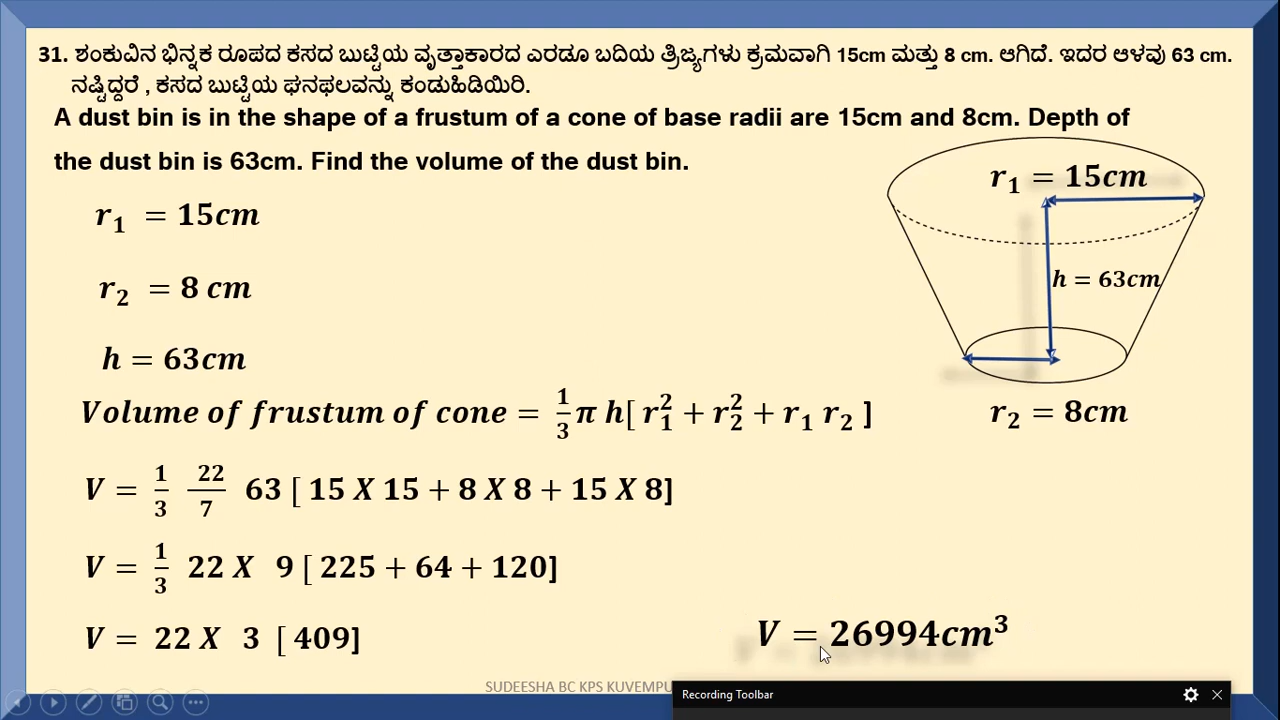 31. ಶಂಕುವಿನ ಭಿನ್ನಕ ರೂಪದ ಕಸದ ಬುಟ್ಟಿಯ ವೃತ್ತಾಕಾರದ ಎರಡೂ ಬದಿಯ ತ್ರಿಜ್ಯಗಳು ಕ್ರಮವಾಗಿ 15cm ಮತ್ತು 8 cm. ಆಗಿದೆ. ಇದರ ಆಳವು 63 cm.
ನಷ್ಟಿದ್ದರೆ , ಕಸದ ಬುಟ್ಟಿಯ ಘನಫಲವನ್ನು ಕಂಡುಹಿಡಿಯಿರಿ.
A dust bin is in the shape of a frustum of a cone of base radii are 15cm and 8cm. Depth of
the dust bin is 63cm. Find the volume of the dust bin.
r₁ = 15cm
r₁ = 15cm
r₂ = 8 cm
h = 63cm
h = 63cm
Volume of frustum of cone = 1/3 π h[ r₁² + r₂² + r₁ r₂ ]
r₂ = 8cm
V = 1/3 22/7 63 [ 15 X 15 + 8 X 8 + 15 X 8]
V = 1/3 22 X 9 [ 225 + 64 + 120]
V = 22 X 3 [ 409]
V = 26994cm³
SUDEESHA BC KPS KUVEMPU
Recording Toolbar